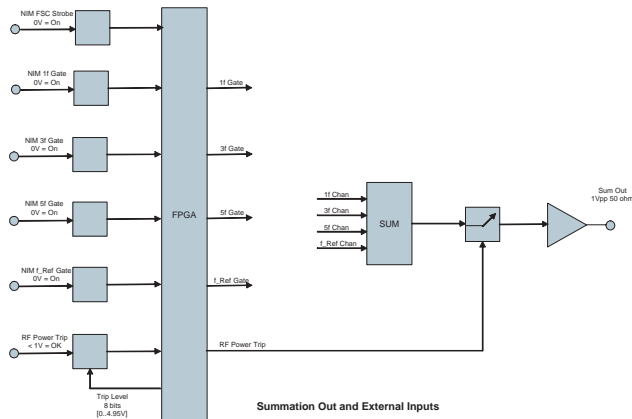 NIM FSC Strobe
0V = On
NIM 1f Gate
0V = On
1f Gate
NIM 3f Gate
0V = On
3f Gate
NIM 5f Gate
0V = On
FPGA
5f Gate
1f Chan
3f Chan
5f Chan
f_Ref Chan
SUM
Sum Out
1Vpp 50 ohm
NIM f_Ref Gate
0V = On
f_Ref Gate
RF Power Trip
< 1V = OK
RF Power Trip
Trip Level
8 bits
[0..4.95V]
Summation Out and External Inputs